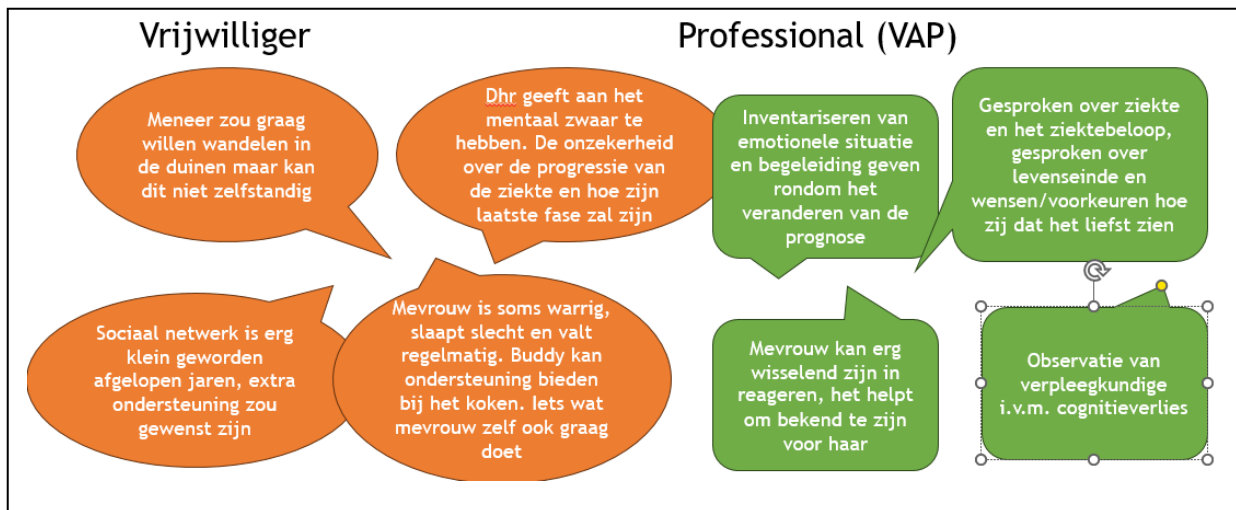 Vrijwilliger
Meneer zou graag
willen wandelen in
de duinen maar kan
dit niet zelfstandig
Dhr geeft aan het
mentaal zwaar te
hebben. De onzekerheid
over de progressie van
de ziekte en hoe zijn
laatste fase zal zijn
Sociaal netwerk is erg
klein geworden
afgelopen jaren, extra
ondersteuning zou
gewenst zijn
Mevrouw is soms warrig,
slaapt slecht en valt
regelmatig. Buddy kan
ondersteuning bieden
bij het koken. Iets wat
mevrouw zelf ook graag
doet
Professional (VAP)
Inventariseren van
emotionele situatie
en begeleiding geven
rondom het
veranderen van de
prognose
Gesproken over ziekte
en het ziektebeloop,
gesproken over
levenseinde en
wensen/voorkeuren hoe
zij dat het liefst zien
Mevrouw kan erg
wisselend zijn in
reageren, het helpt
om bekend te zijn
voor haar
Observatie van
verpleegkundige
i.v.m. cognitieverlies